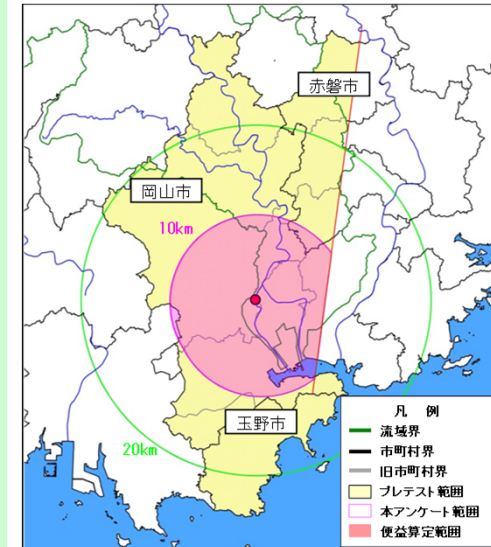 赤磐市
岡山市
10km
玉野市
20km
凡 例
流域界
市町村界
旧市町村界
プレテスト範囲
本アンケート範囲
便益算定範囲